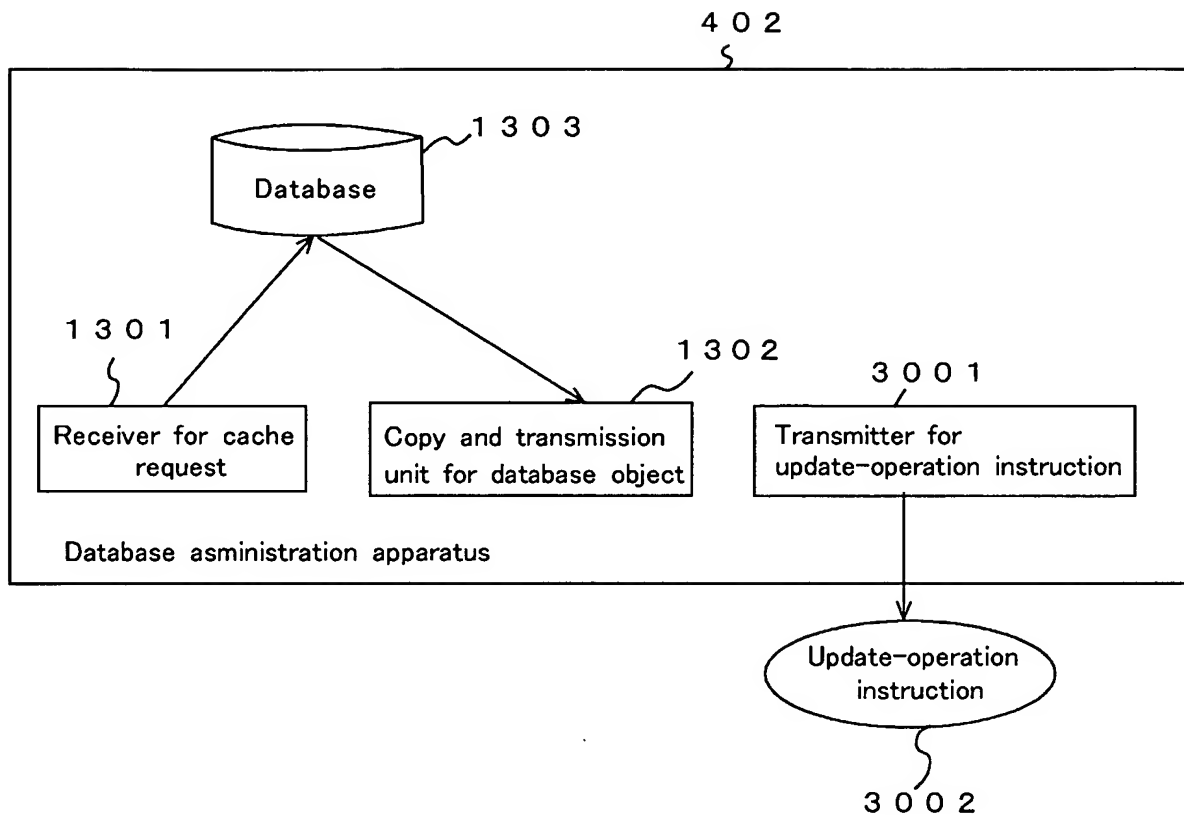 402
1303
Database
1301
1302
3001
Receiver for cache
request
Copy and transmission
unit for database object
Transmitter for
update-operation instruction
Database asministration apparatus
Update-operation
instruction
3002